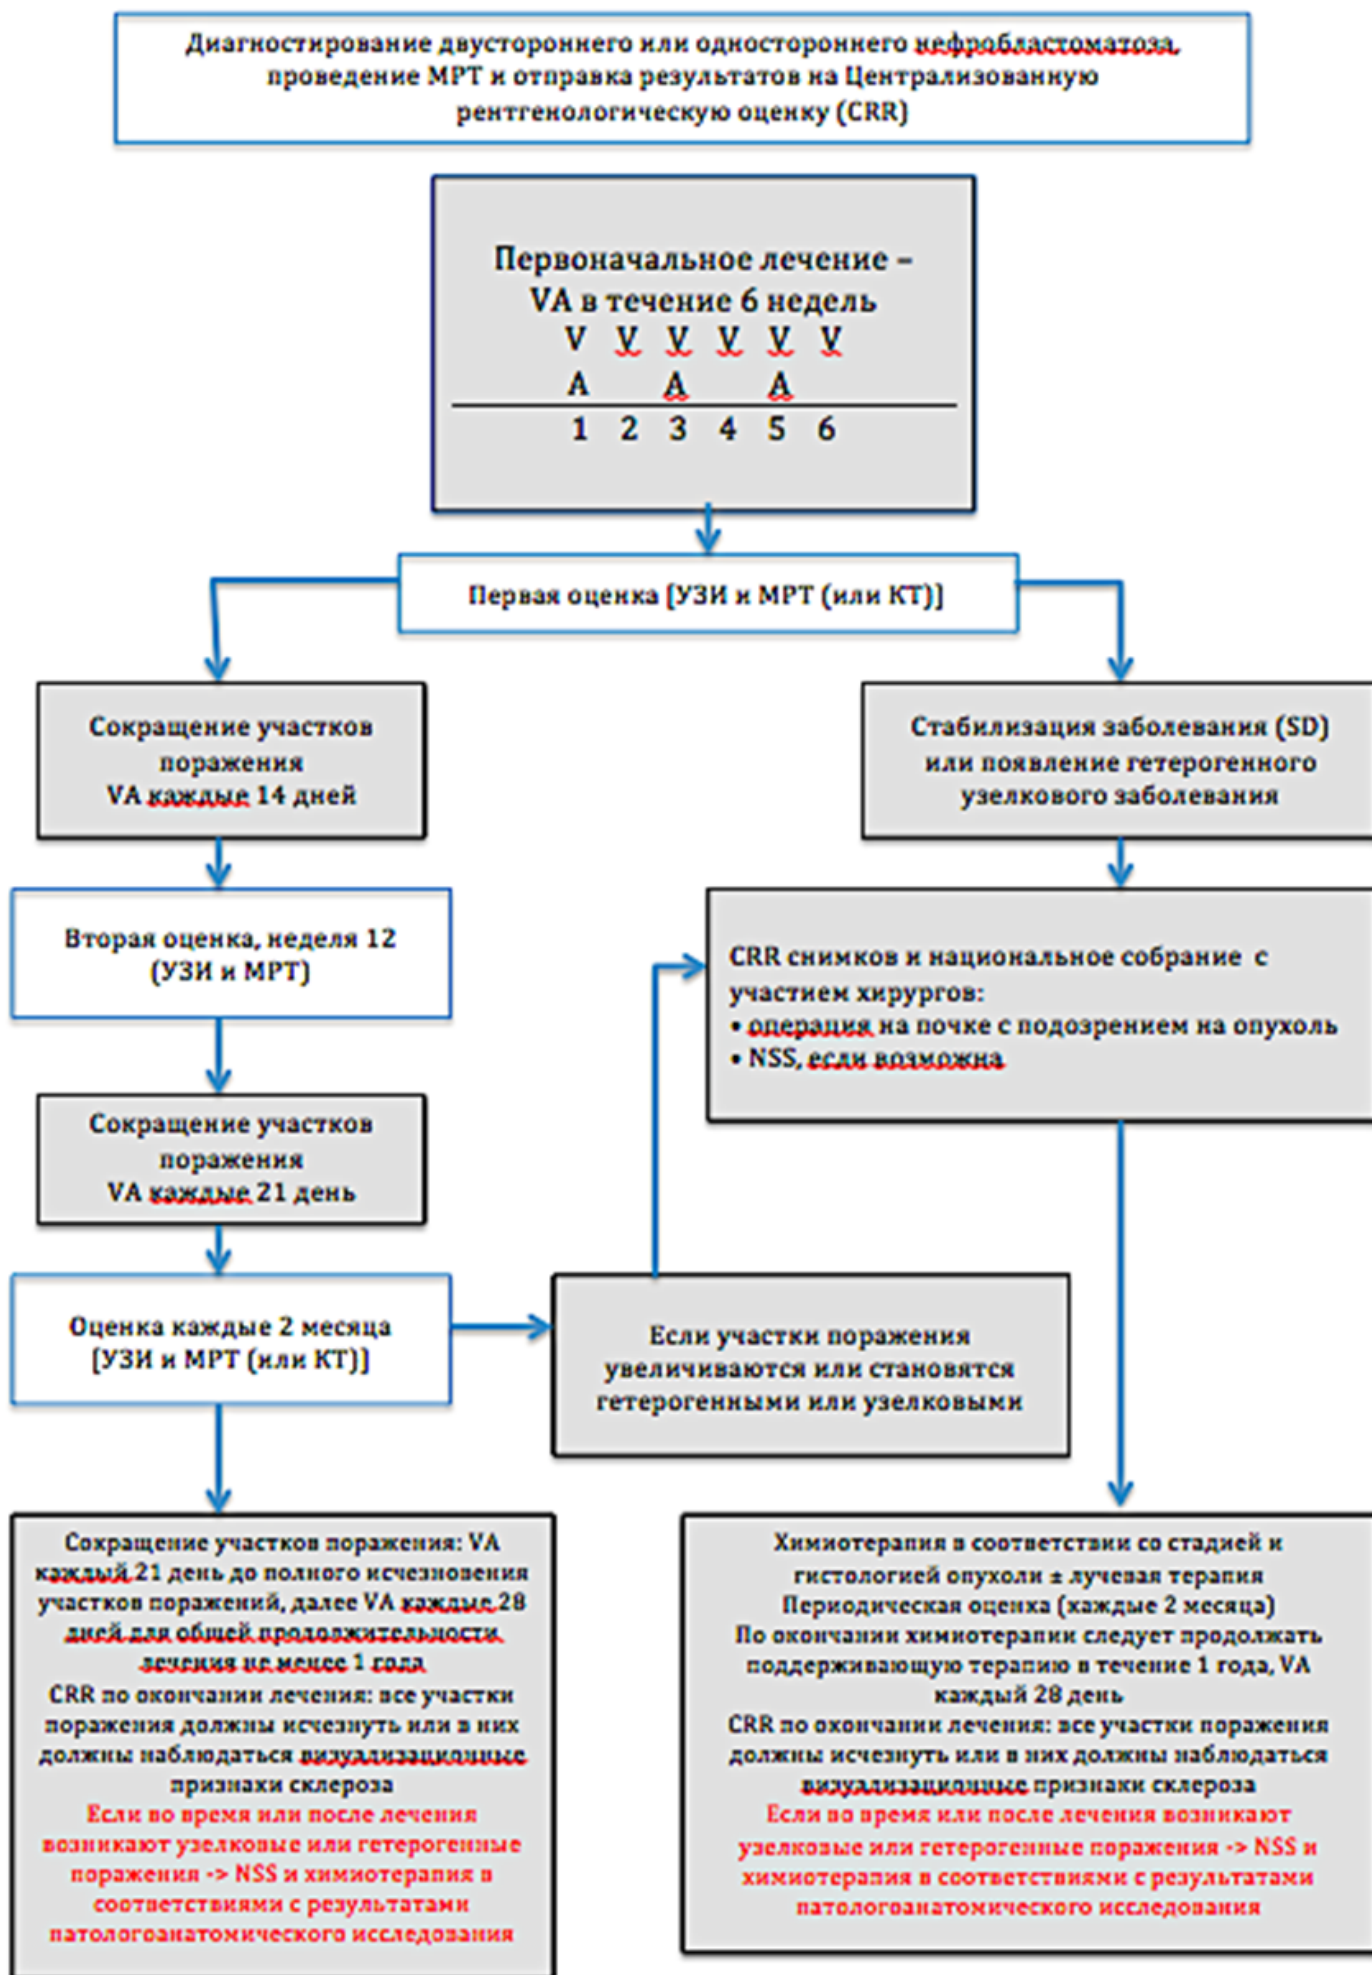 Диагностирование двустороннего или одностороннего нефробластоматоза,
проведение МРТ и отправка результатов на Централизованную
рентгенологическую оценку (CRR)
Первоначальное лечение –
VA в течение 6 недель
V V V V V V
A A A
1 2 3 4 5 6
Первая оценка [УЗИ и МРТ (или КТ)]
Сокращение участков
поражения
VA каждые 14 дней
Стабилизация заболевания (SD)
или появление гетерогенного
узелкового заболевания
Вторая оценка, неделя 12
(УЗИ и МРТ)
CRR снимков и национальное собрание с
участием хирургов:
• операция на почке с подозрением на опухоль
• NSS, если возможна
Сокращение участков
поражения
VA каждые 21 день
Оценка каждые 2 месяца
[УЗИ и МРТ (или КТ)]
Если участки поражения
увеличиваются или становятся
гетерогенными или узелковыми
Сокращение участков поражения: VA
каждый 21 день до полного исчезновения
участков поражений, далее VA каждые 28
дней для общей продолжительности
лечения не менее 1 года
CRR по окончании лечения: все участки
поражения должны исчезнуть или в них
должны наблюдаться визуализационные
признаки склероза
Если во время или после лечения
возникают узелковые или гетерогенные
поражения -> NSS и химиотерапия в
соответствиями с результатами
патологоанатомического исследования
Химиотерапия в соответствии со стадией и
гистологией опухоли ± лучевая терапия
Периодическая оценка (каждые 2 месяца)
По окончании химиотерапии следует продолжать
поддерживающую терапию в течение 1 года, VA
каждый 28 день
CRR по окончании лечения: все участки поражения
должны исчезнуть или в них должны наблюдаться
визуализационные признаки склероза
Если во время или после лечения возникают
узелковые или гетерогенные поражения -> NSS и
химиотерапия в соответствиями с результатами
патологоанатомического исследования